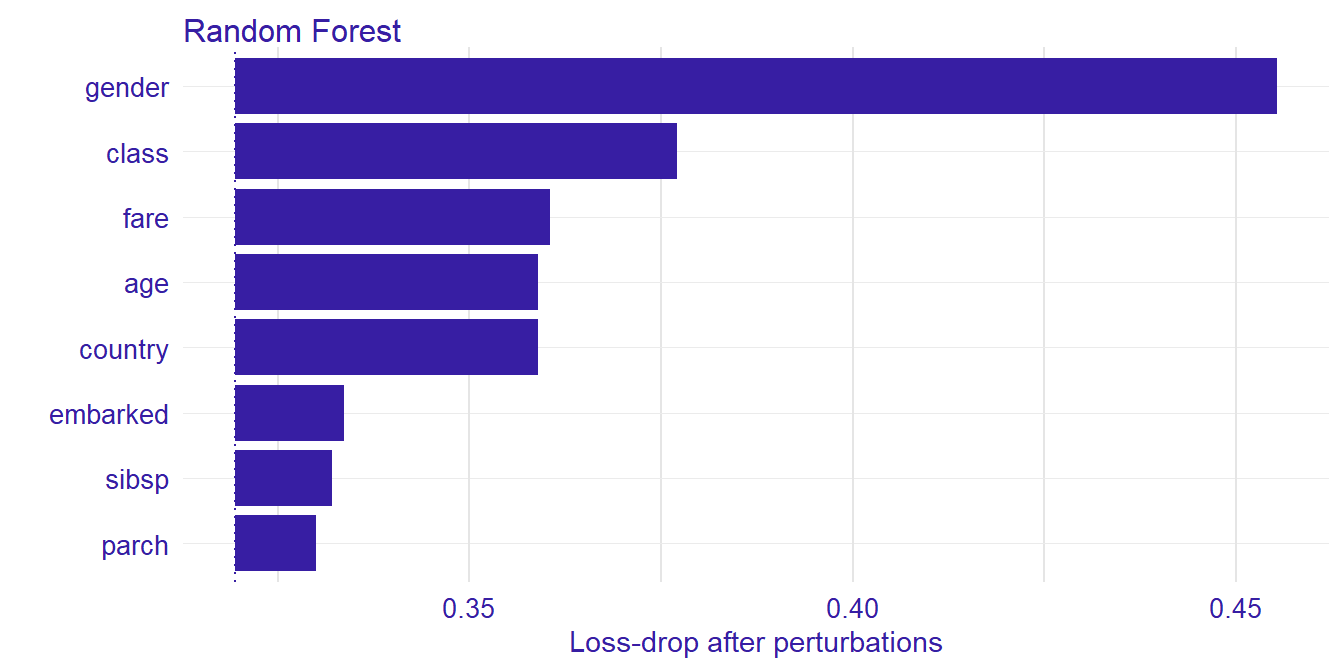 Random Forest
gender
class
fare
age
country
embarked
sibsp
parch
0.35 0.40 0.45
Loss-drop after perturbations